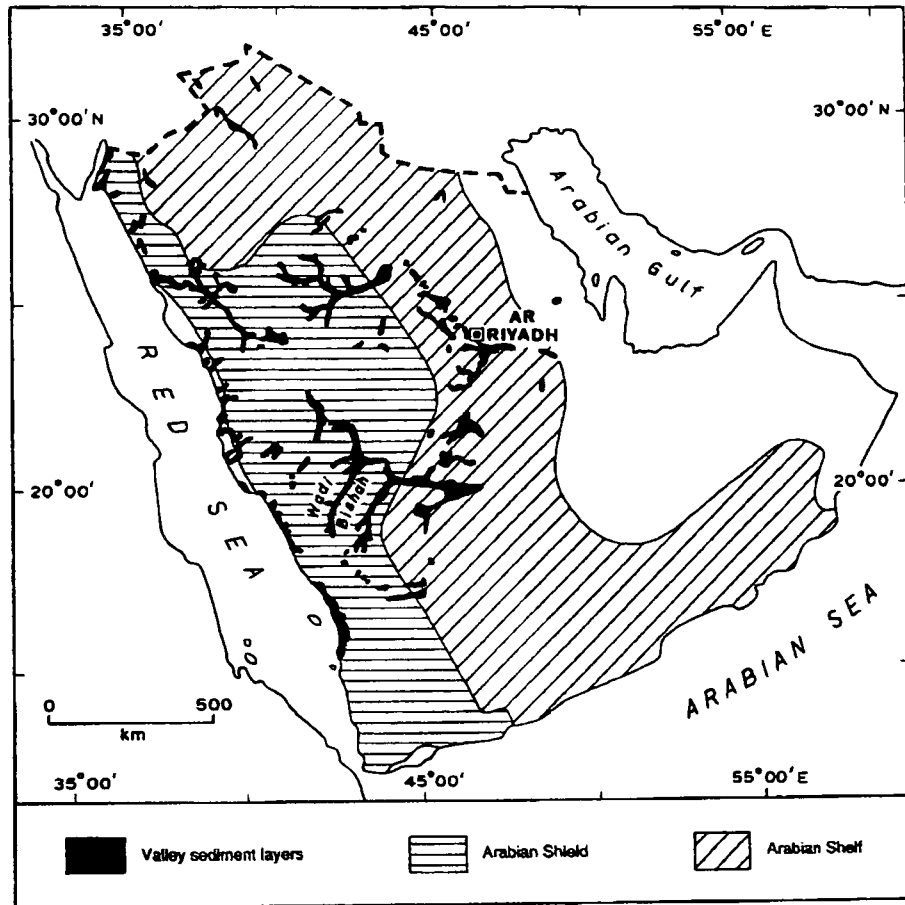 35°00'
45°00'
55°00' E
30°00' N
30°00' N
Arabian Gulf
AR
RIYADH
RED SEA
Wadi
Bishah
20°00'
20°00'
ARABIAN SEA
0 500
km
35°00'
45°00'
55°00' E
Valley sediment layers
Arabian Shield
Arabian Shelf